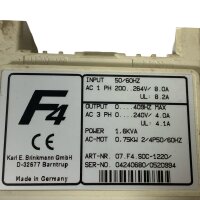 F4
Karl E. Brinkmann GmbH
D-32677 Barntrup
Made in Germany
INPUT 50/60HZ
AC 1 PH 200..264V/ 8.0A
UL: 8.2A
OUTPUT 0....409HZ MAX
AC 3 PH 0...240V/ 4.0A
UL: 4.1A
POWER: 1.6KVA
AC-MOT 0.75KW 2/4P50/60HZ
ART-NR. 07.F4.S0C-1220/
SER-NO. 04240680/0520994